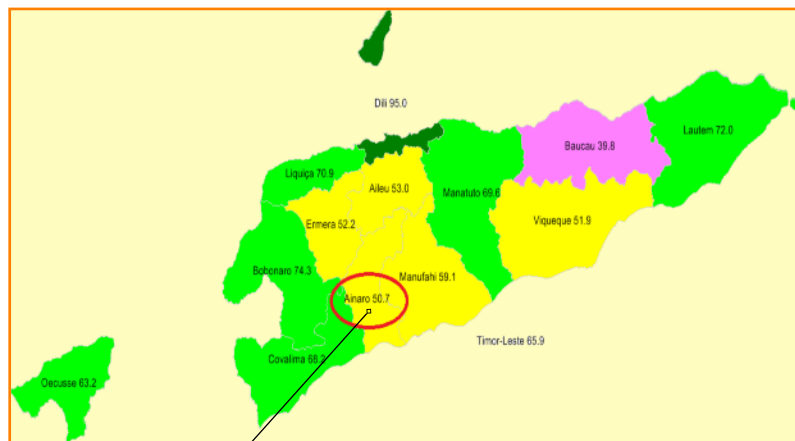 Dili 95.0
Lautem 72.0
Baucau 39.8
Liquiça 70.9
Aileu 53.0
Manatuto 69.6
Viqueque 51.9
Ermera 52.2
Bobonaro 74.3
Manufahi 59.1
Ainaro 50.7
Timor-Leste 65.9
Covalima 68.2
Oecusse 63.2